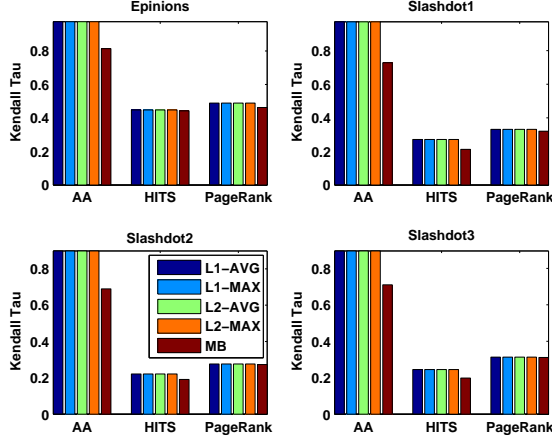 Epinions
Kendall Tau
0.8
0.6
0.4
0.2
0
AA HITS PageRank
Slashdot1
Kendall Tau
0.8
0.6
0.4
0.2
0
AA HITS PageRank
Slashdot2
Kendall Tau
0.8
0.6
0.4
0.2
0
L1−AVG
L1−MAX
L2−AVG
L2−MAX
MB
AA HITS PageRank
Slashdot3
Kendall Tau
0.8
0.6
0.4
0.2
0
AA HITS PageRank